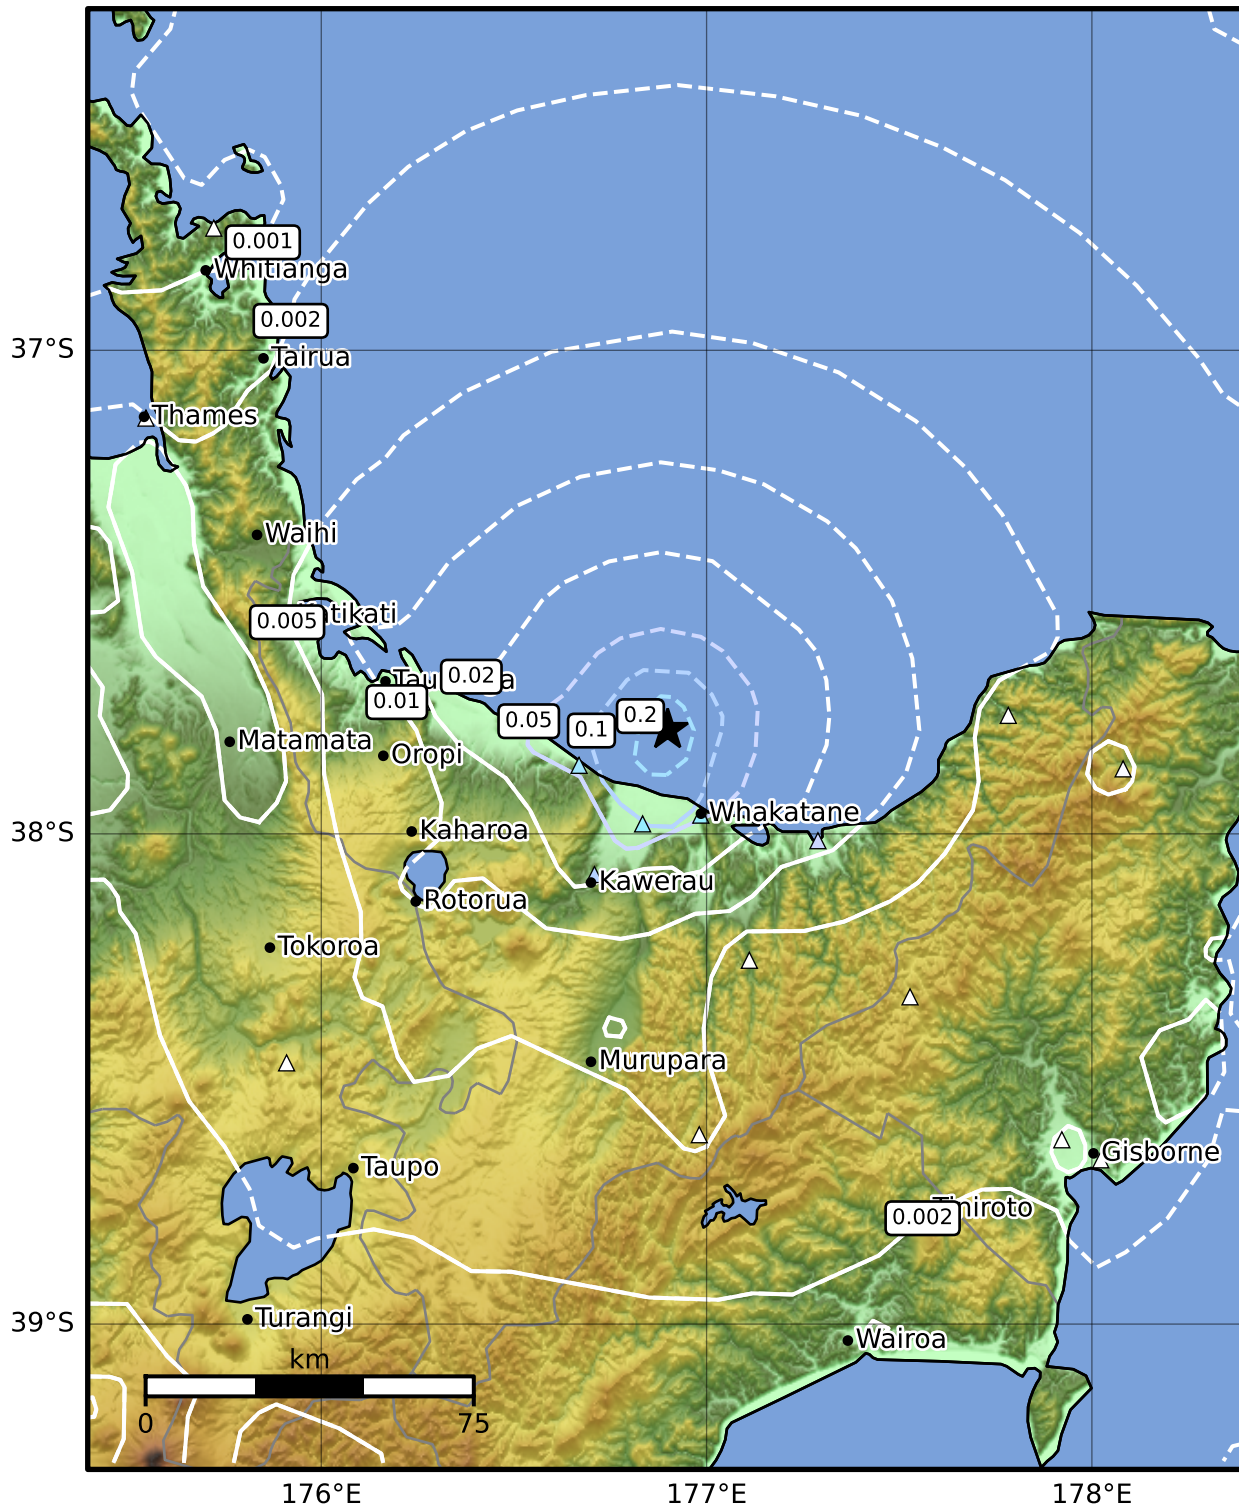 0.001
Whitianga
0.002
37°S
Tairua
Thames
Waihi
0.005
tikati
0.02
0.01
0.05
0.1
0.2
Matamata
Oropi
Whakatane
Kaharoa
38°S
Kawerau
Rotorua
Tokoroa
Murupara
Gisborne
Taupo
Tiniroto
0.002
Turangi
39°S
Wairoa
km
0
75
176°E
177°E
178°E